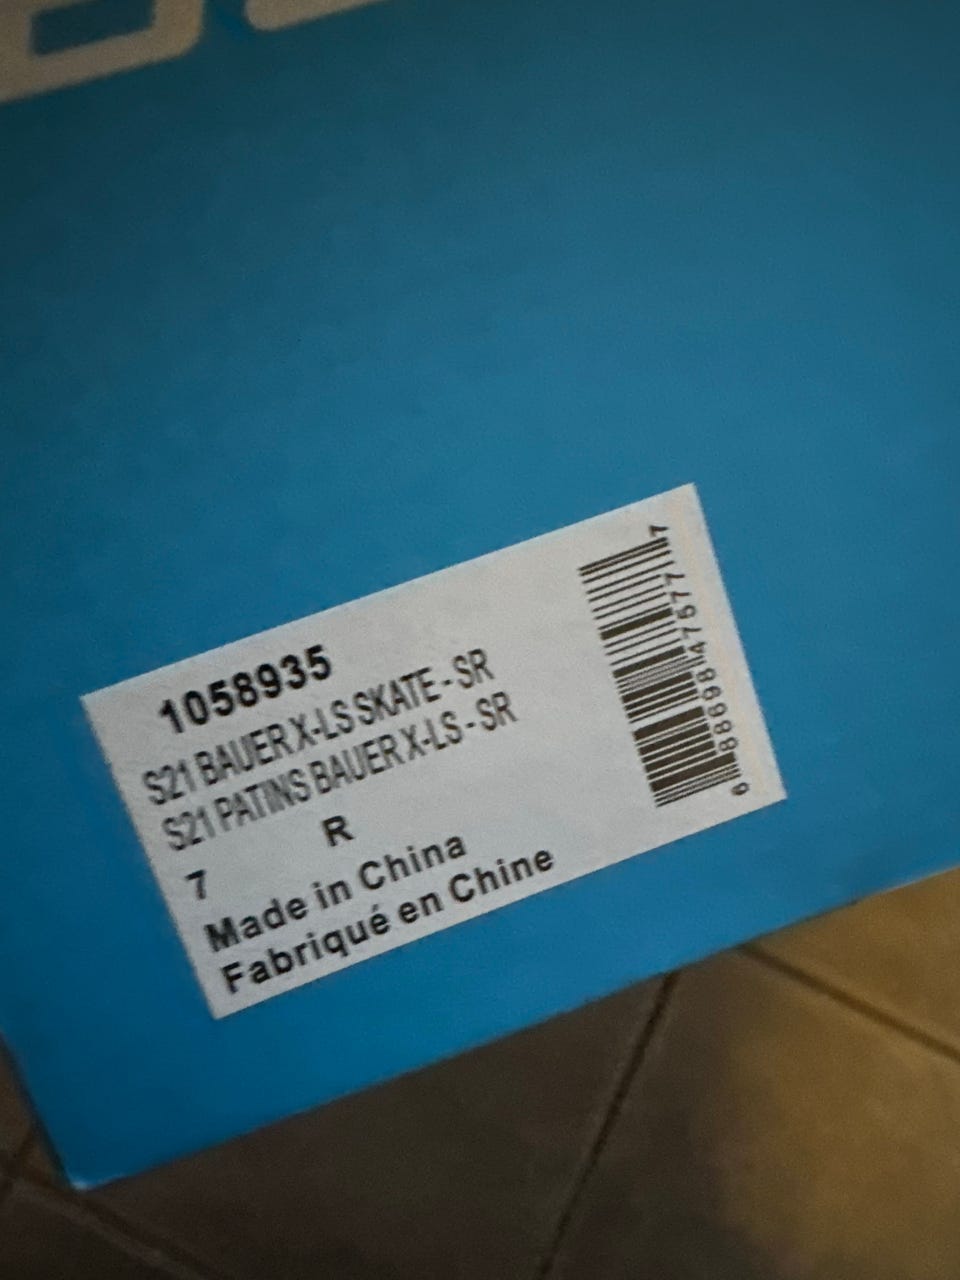 1058935
S21 BAUER X-LS SKATE - SR
S21 PATINS BAUER X-LS - SR
7 R
Made in China
Fabriqué en Chine